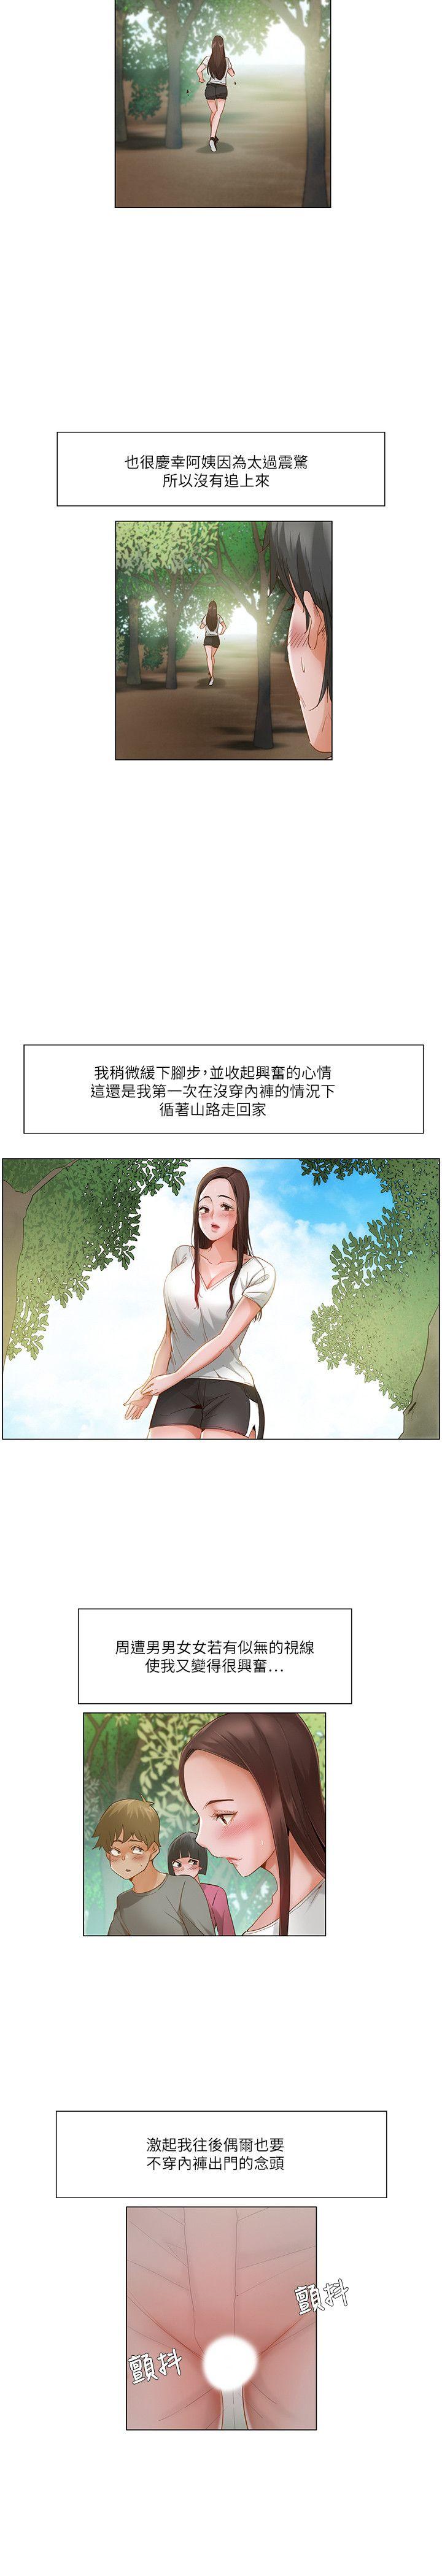 也很慶幸阿姨因為太過震驚
所以沒有追上來
我稍微緩下腳步，並收起興奮的心情
這還是我第一次在沒穿內褲的情況下
循著山路走回家
周遭男男女女若有似無的視線
使我又變得很興奮...
激起我往後偶爾也要
不穿內褲出門的念頭
顫抖
顫抖